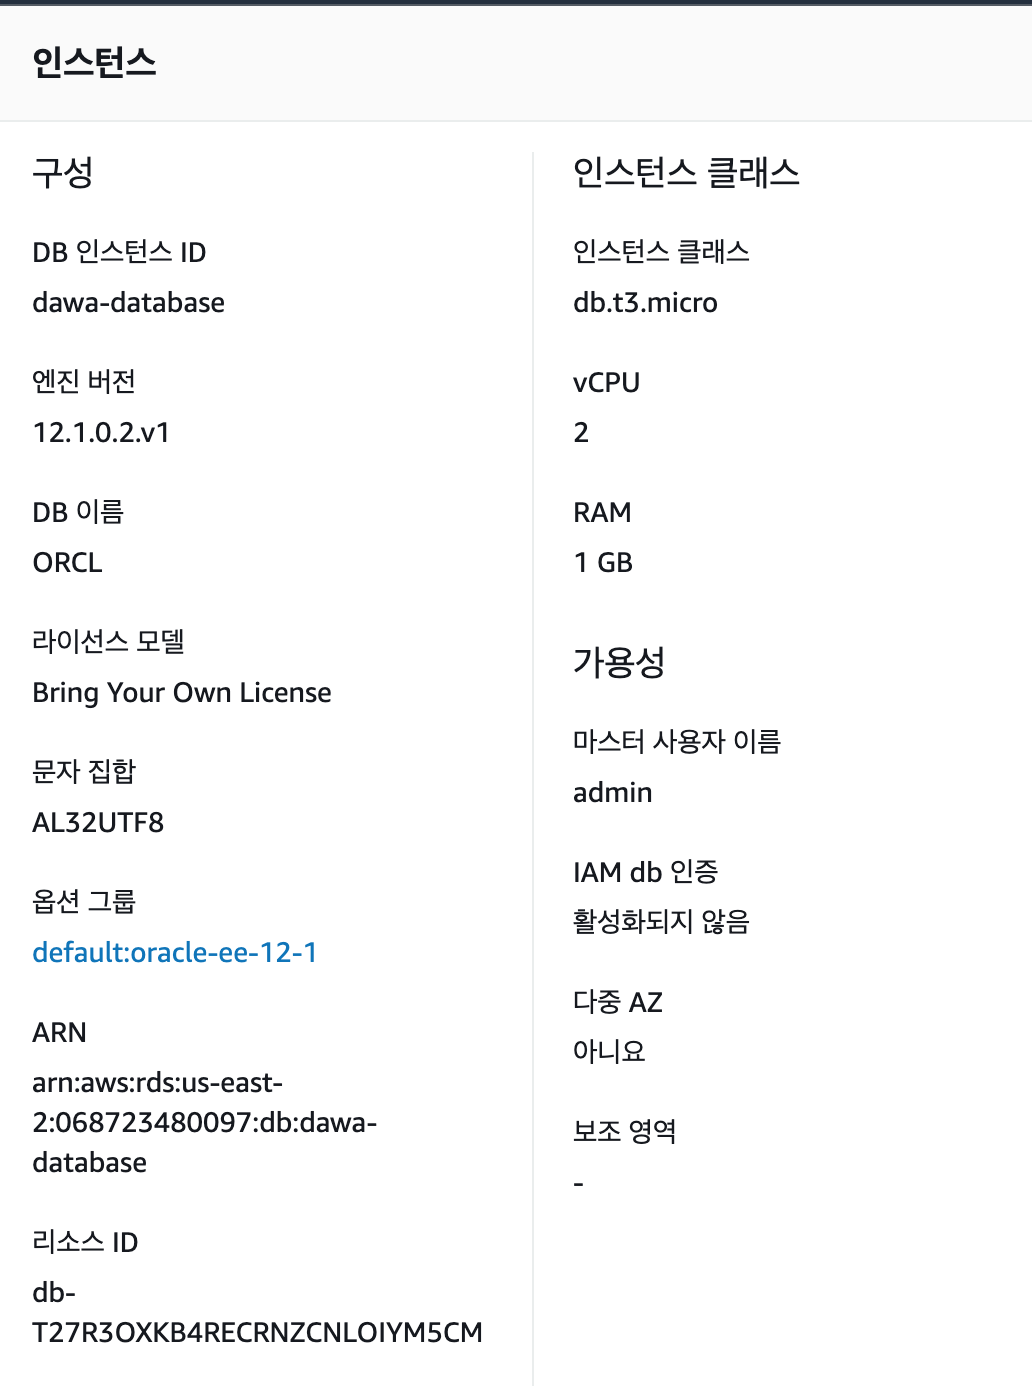 인스턴스
구성
DB 인스턴스 ID
dawa-database
엔진 버전
12.1.0.2.v1
DB 이름
ORCL
라이선스 모델
Bring Your Own License
문자 집합
AL32UTF8
옵션 그룹
default:oracle-ee-12-1
ARN
arn:aws:rds:us-east-
2:068723480097:db:dawa-
database
리소스 ID
db-
T27R3OXKB4RECRNZCNLOIYM5CM
인스턴스 클래스
인스턴스 클래스
db.t3.micro
vCPU
2
RAM
1 GB
가용성
마스터 사용자 이름
admin
IAM db 인증
활성화되지 않음
다중 AZ
아니요
보조 영역
-